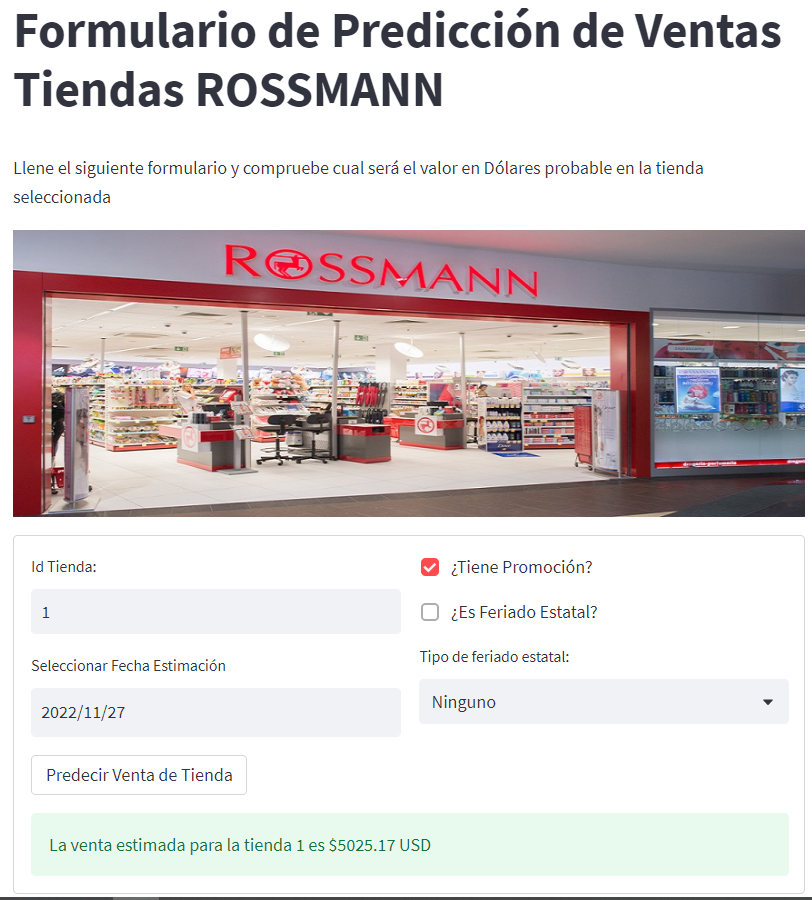 Formulario de Predicción de Ventas
Tiendas ROSSMANN
Llene el siguiente formulario y compruebe cual será el valor en Dólares probable en la tienda
seleccionada
ROSSMANN
Id Tienda:
1
Seleccionar Fecha Estimación
2022/11/27
¿Tiene Promoción?
¿Es Feriado Estatal?
Tipo de feriado estatal:
Ninguno
Predecir Venta de Tienda
La venta estimada para la tienda 1 es $5025.17 USD